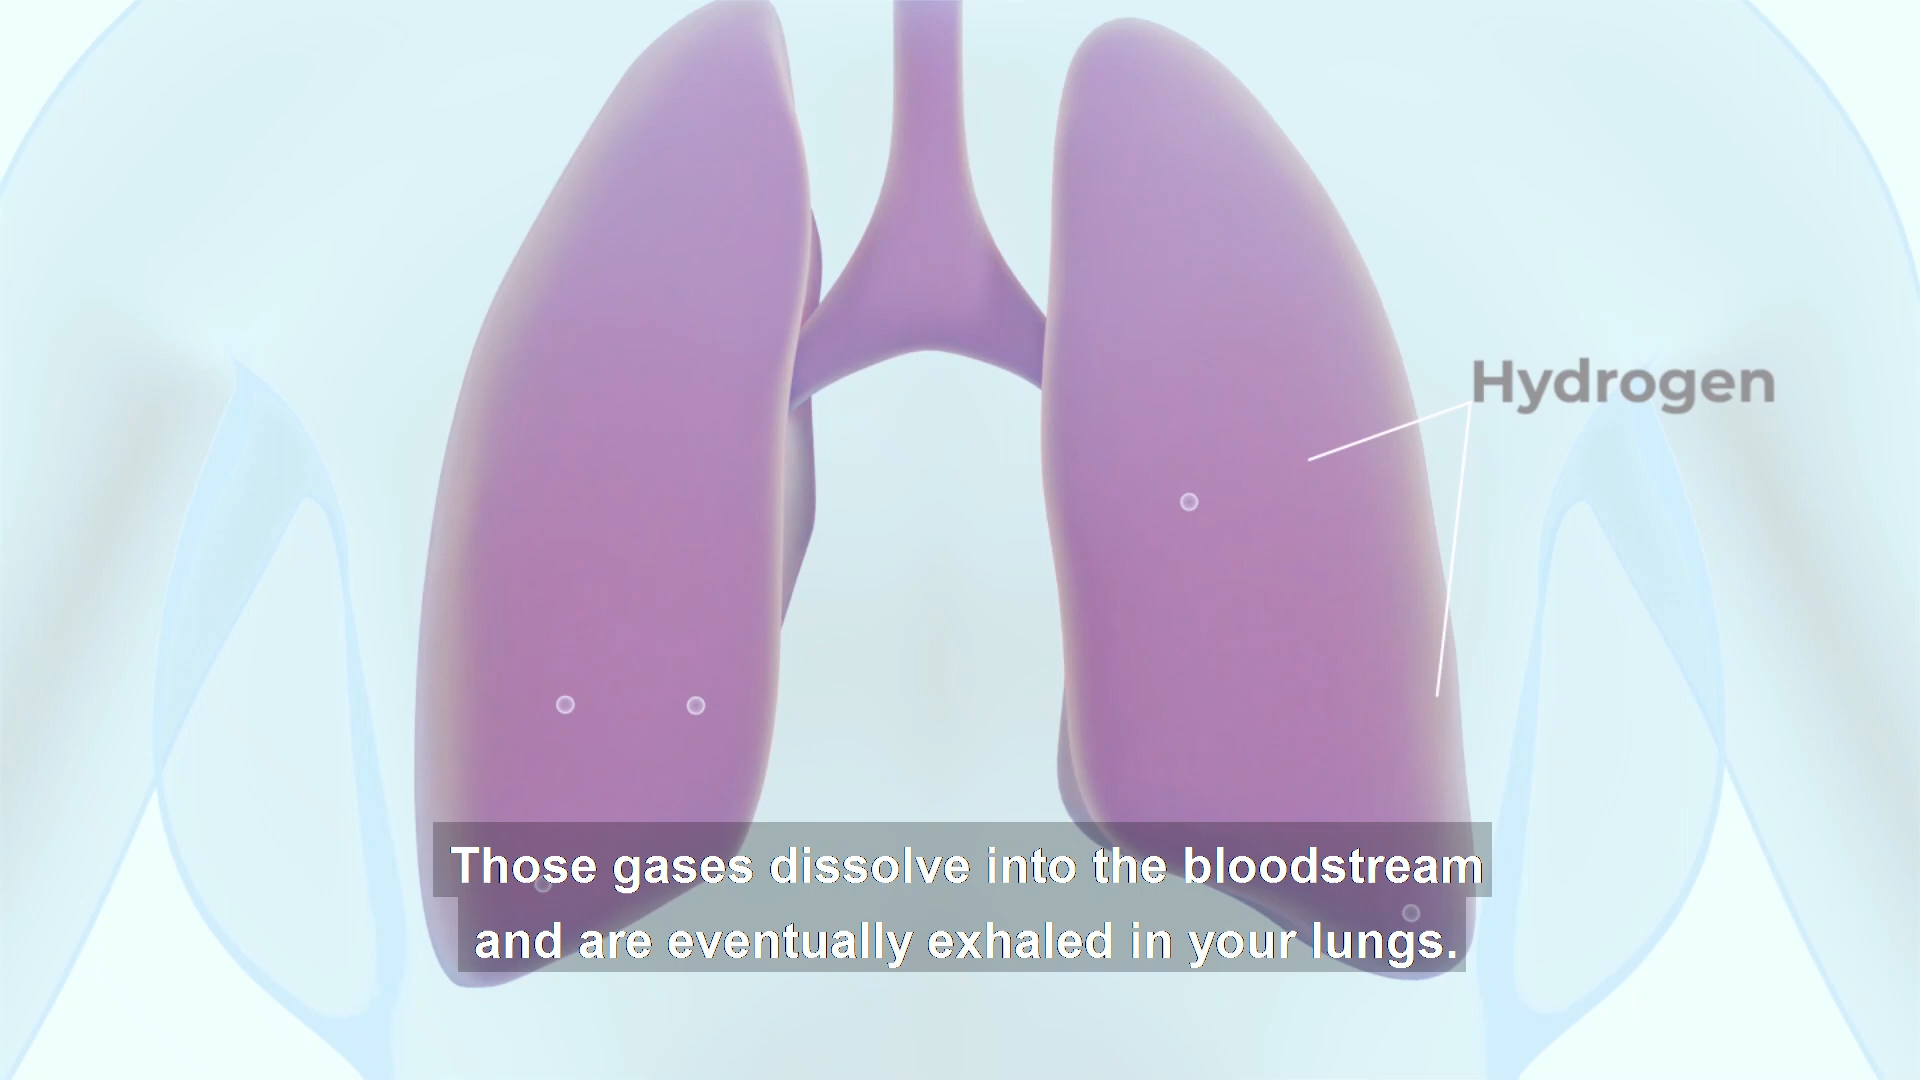 Hydrogen
Those gases dissolve into the bloodstream
and are eventually exhaled in your lungs.